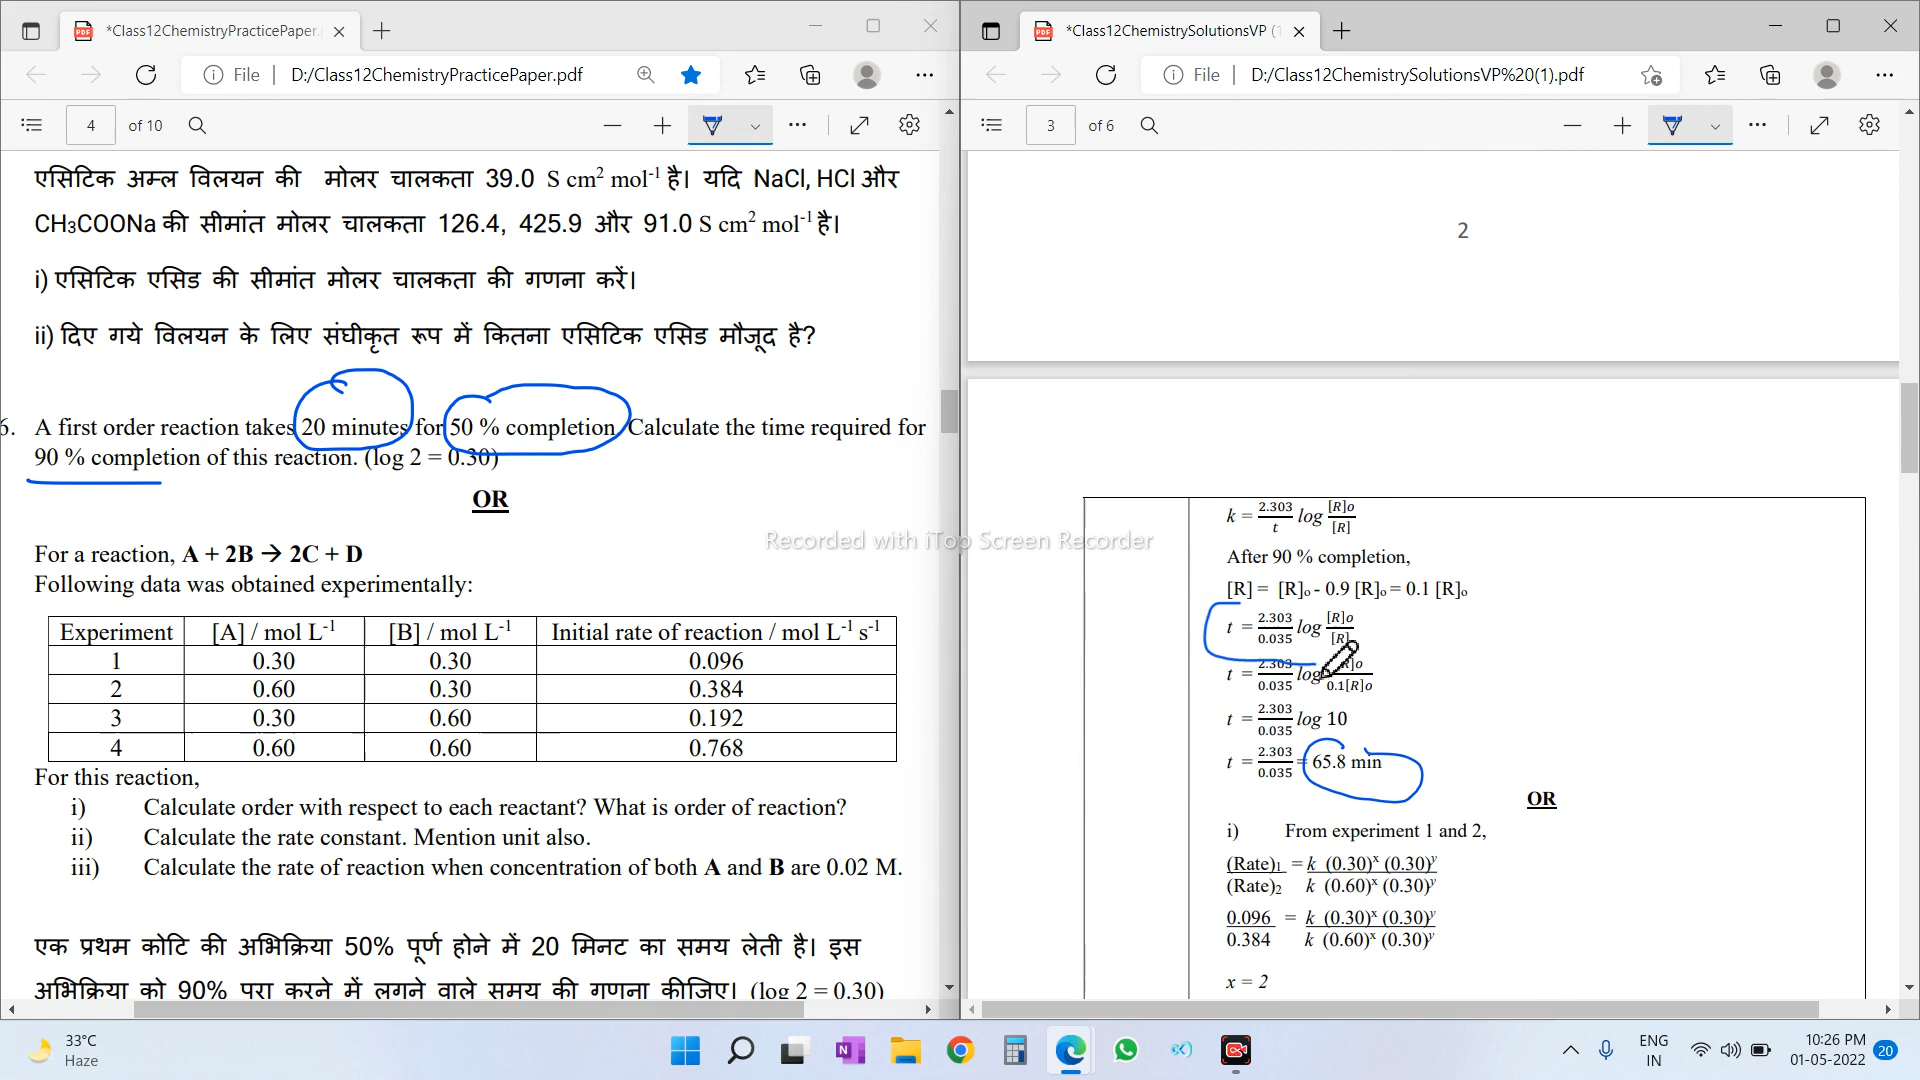 *Class12ChemistryPracticePaper.
File
D:/Class12ChemistryPracticePaper.pdf
4 of 10
एसिटिक अम्ल विलयन की मोलर चालकता 39.0 S cm² mol⁻¹ है। यदि NaCl, HCl और
CH₃COONa की सीमांत मोलर चालकता 126.4, 425.9 और 91.0 S cm² mol⁻¹ है।
i) एसिटिक एसिड की सीमांत मोलर चालकता की गणना करें।
ii) दिए गये विलयन के लिए संघीकृत रूप में कितना एसिटिक एसिड मौजूद है?
6. A first order reaction takes 20 minutes for 50 % completion. Calculate the time required for
90 % completion of this reaction. (log 2 = 0.30)
OR
For a reaction, A + 2B → 2C + D
Following data was obtained experimentally:
Experiment [A] / mol L⁻¹ [B] / mol L⁻¹ Initial rate of reaction / mol L⁻¹ s⁻¹
1 0.30 0.30 0.096
2 0.60 0.30 0.384
3 0.30 0.60 0.192
4 0.60 0.60 0.768
For this reaction,
i) Calculate order with respect to each reactant? What is order of reaction?
ii) Calculate the rate constant. Mention unit also.
iii) Calculate the rate of reaction when concentration of both A and B are 0.02 M.
एक प्रथम कोटि की अभिक्रिया 50% पूर्ण होने में 20 मिनट का समय लेती है। इस
अभिक्रिया को 90% पूरा करने में लगने वाले समय की गणना कीजिए। (log 2 = 0.30)
*Class12ChemistrySolutionsVP (1
File
D:/Class12ChemistrySolutionsVP%20(1).pdf
3 of 6
2
k = 2.303/t log [R]o/[R]
After 90 % completion,
[R] = [R]₀ - 0.9 [R]₀ = 0.1 [R]₀
t = 2.303/0.035 log [R]o/[R]
t = 2.303/0.035 log ]o/0.1[R]o
t = 2.303/0.035 log 10
t = 2.303/0.035 = 65.8 min
OR
i) From experiment 1 and 2,
(Rate)₁ = k (0.30)ˣ (0.30)ʸ
(Rate)₂ k (0.60)ˣ (0.30)ʸ
0.096 = k (0.30)ˣ (0.30)ʸ
0.384 k (0.60)ˣ (0.30)ʸ
x = 2
Recorded with iTop Screen Recorder
33°C
Haze
ENG
IN
10:26 PM
01-05-2022
20